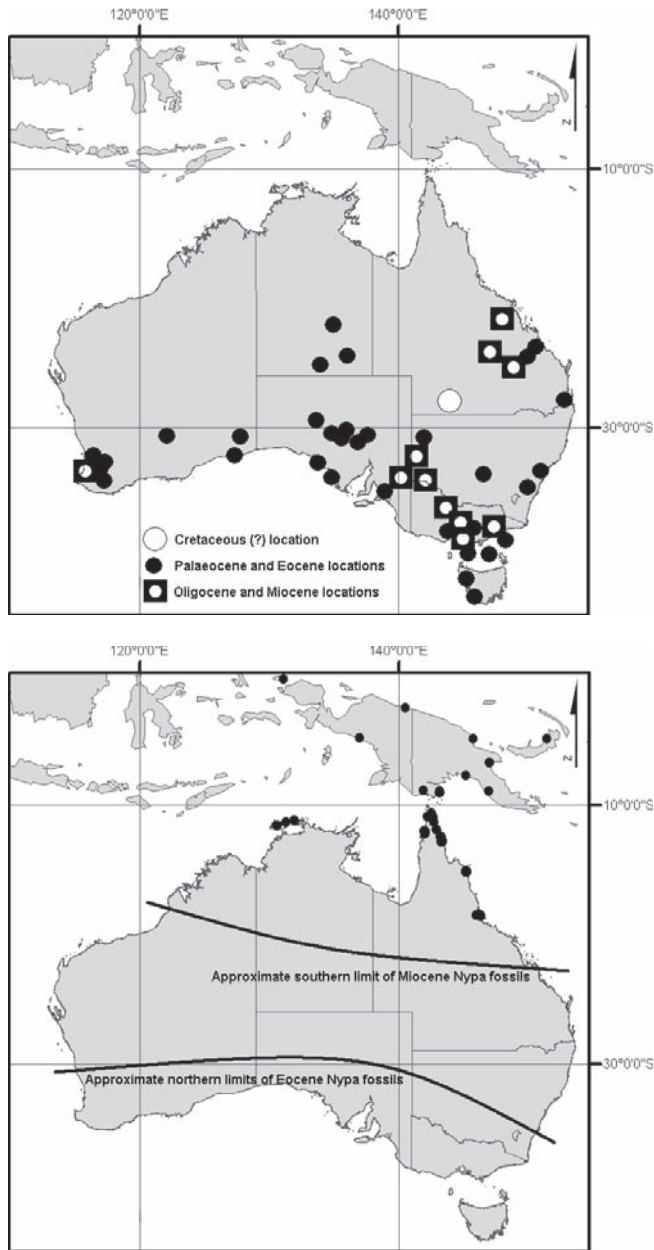 120°0'0"E 140°0'0"E
N
10°0'0"S
30°0'0"S
Cretaceous (?) location
Palaeocene and Eocene locations
Oligocene and Miocene locations
120°0'0"E 140°0'0"E
N
10°0'0"S
Approximate southern limit of Miocene Nypa fossils
30°0'0"S
Approximate northern limits of Eocene Nypa fossils